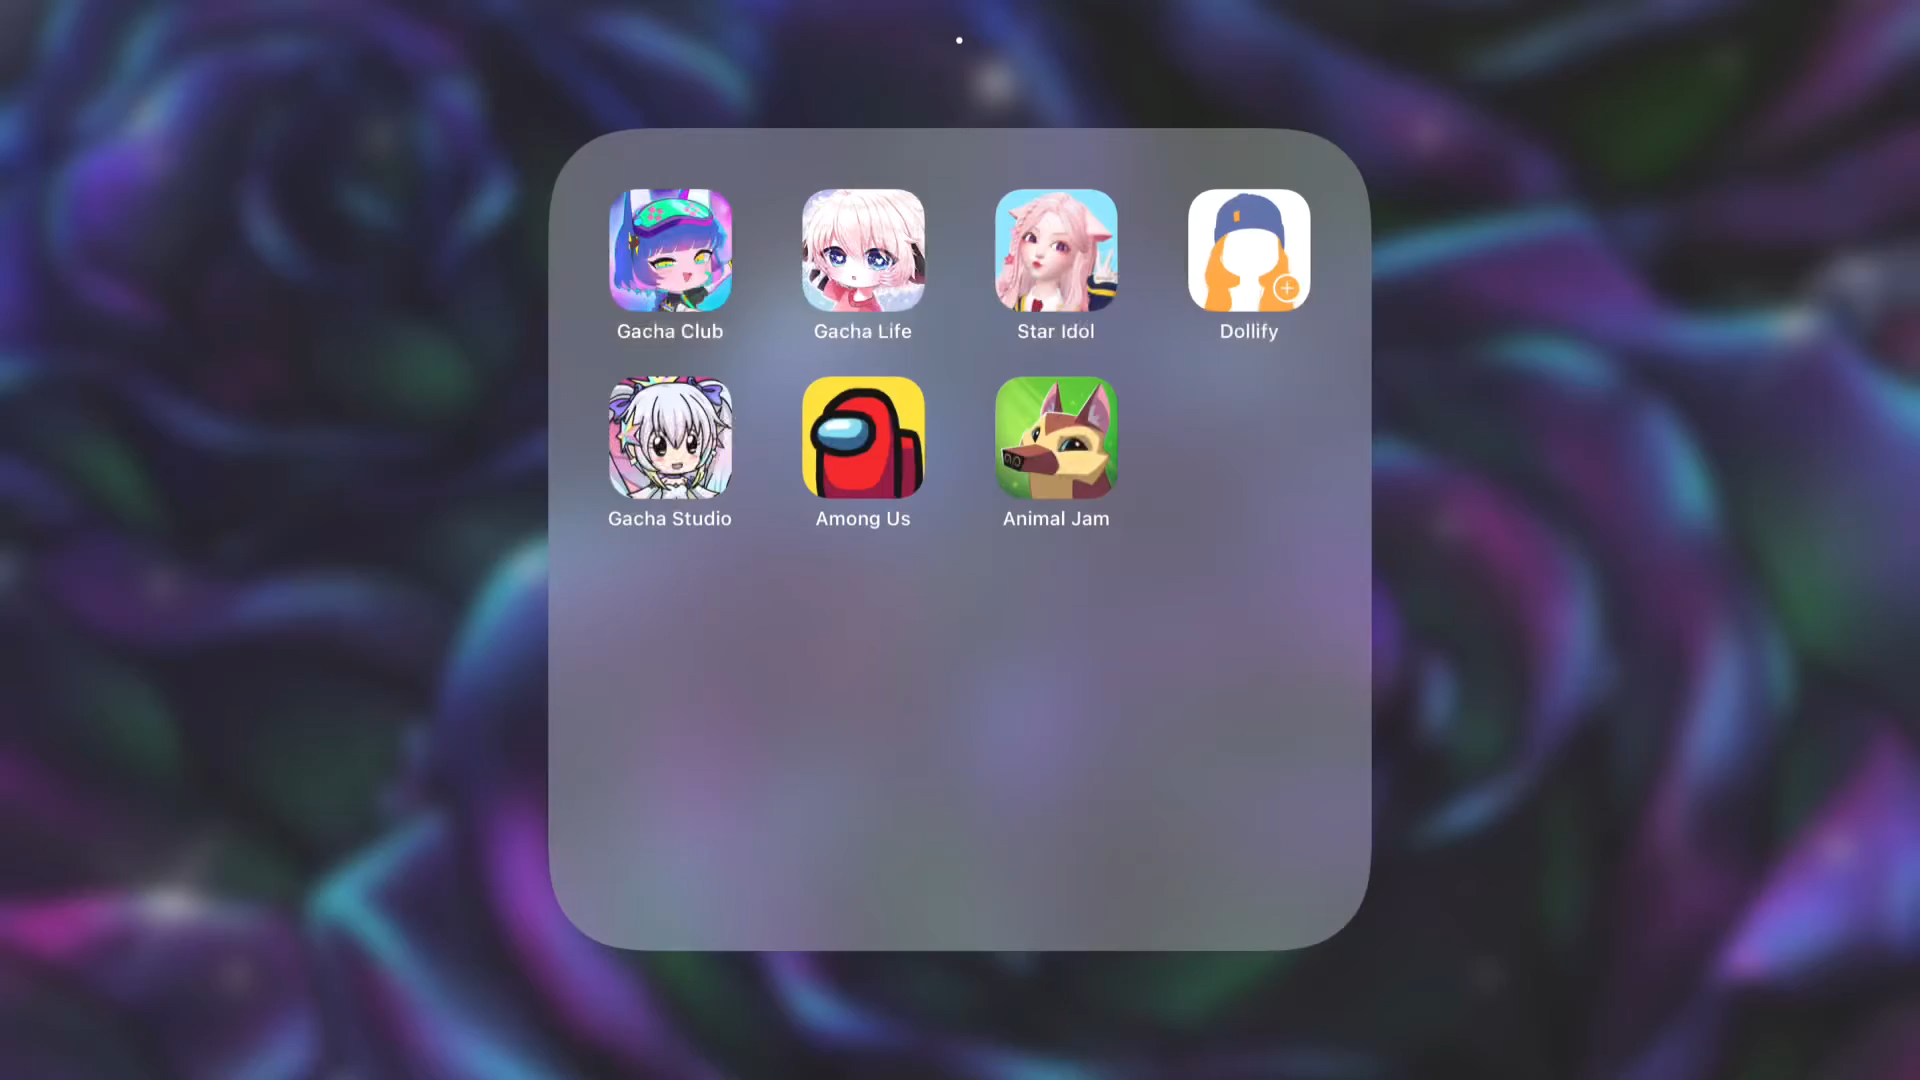 Gacha Club
Gacha Life
Star Idol
Dollify
Gacha Studio
Among Us
Animal Jam